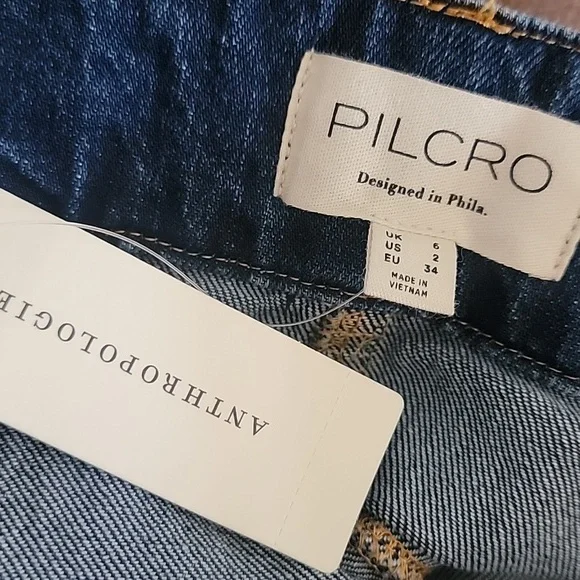 PILCRO
Designed in Phila.
UK 6
US 2
EU 34
MADE IN
VIETNAM
ANTHROPOLOGIE